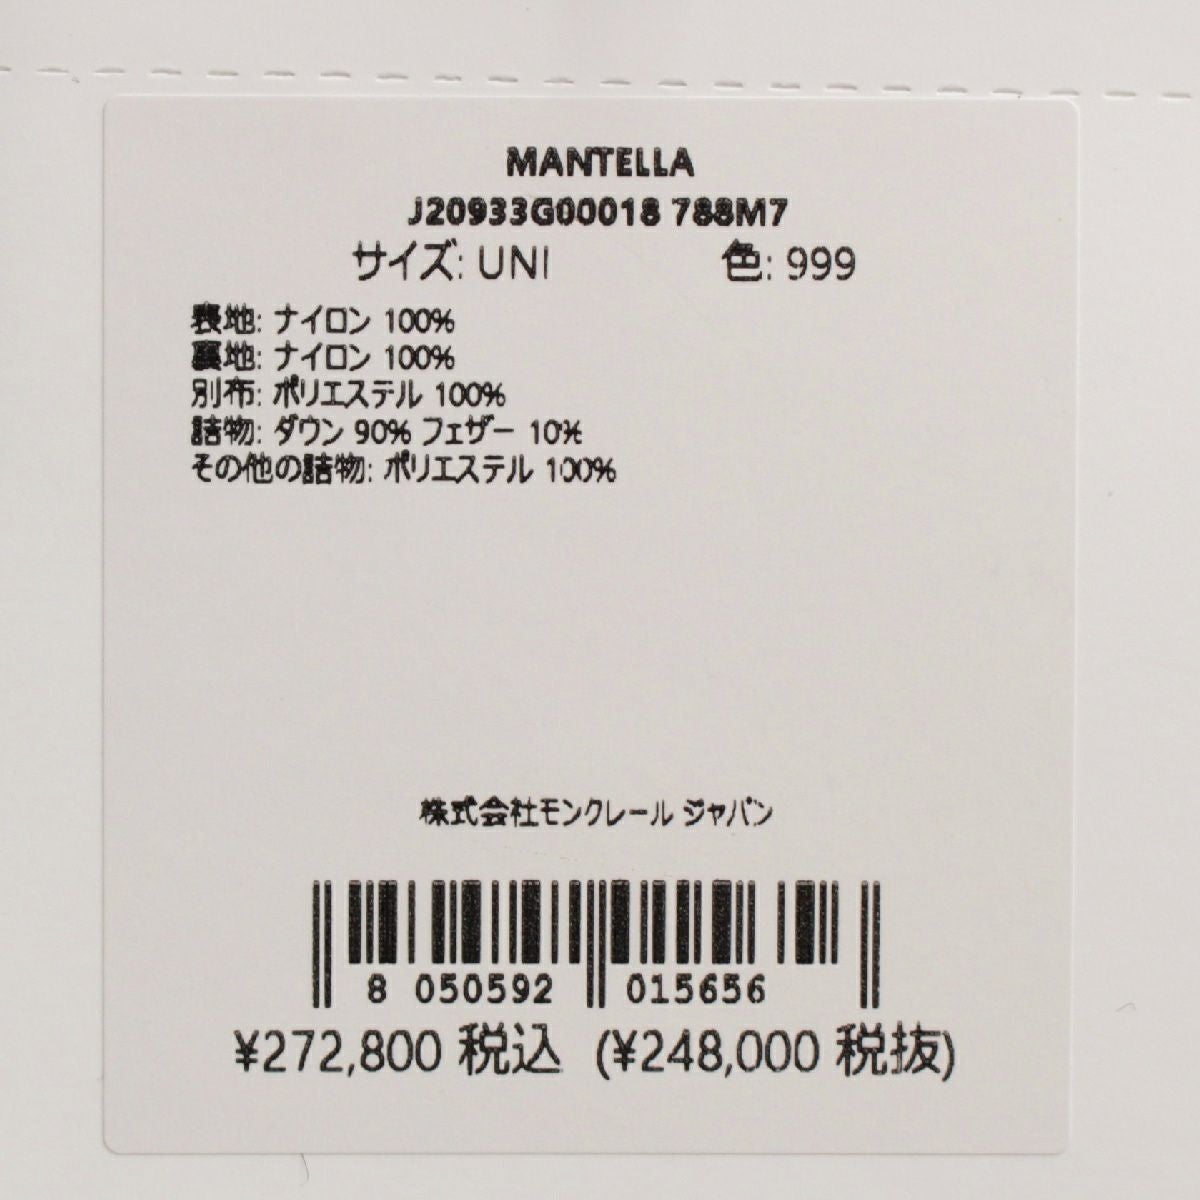 MANTELLA
J20933G00018 788M7
サイズ: UNI 色: 999
表地: ナイロン 100%
裏地: ナイロン 100%
別布: ポリエステル 100%
詰物: ダウン 90% フェザー 10%
その他の詰物: ポリエステル 100%
株式会社モンクレール ジャパン
8 050592 015656
¥272,800 税込 (¥248,000 税抜)